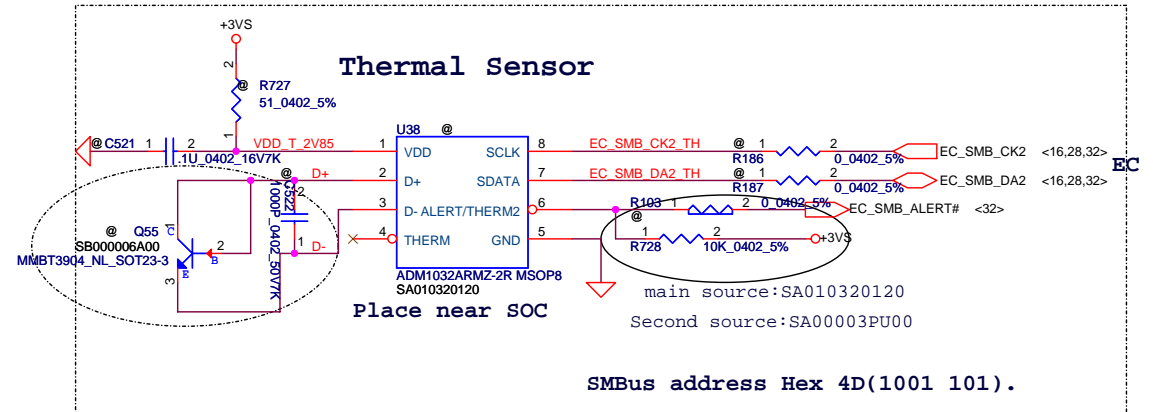 +3VS
Thermal Sensor
2
@ R727
51_0402_5%
1
U38 @
@ C521 1 2 VDD_T_2V85 1 VDD SCLK 8 EC_SMB_CK2_TH @ 1 2 EC_SMB_CK2 <16,28,32>
.1U_0402_16V7K R186 0_0402_5%
EC
D+ 2 D+ SDATA 7 EC_SMB_DA2_TH @ 1 2 EC_SMB_DA2 <16,28,32>
@ C522 2 R187 0_0402_5%
1000P_0402_50V7K
3 D- ALERT/THERM2 6 R103 1 2 0_0402_5% EC_SMB_ALERT# <32>
@
1 D- 4 THERM GND 5 1 2 +3VS
R728 10K_0402_5%
Q55 C 1
@
SB000006A00 2
MMBT3904_NL_SOT23-3 B
E
3
ADM1032ARMZ-2R MSOP8
SA010320120
Place near SOC
main source:SA010320120
Second source:SA00003PU00
SMBus address Hex 4D(1001 101).